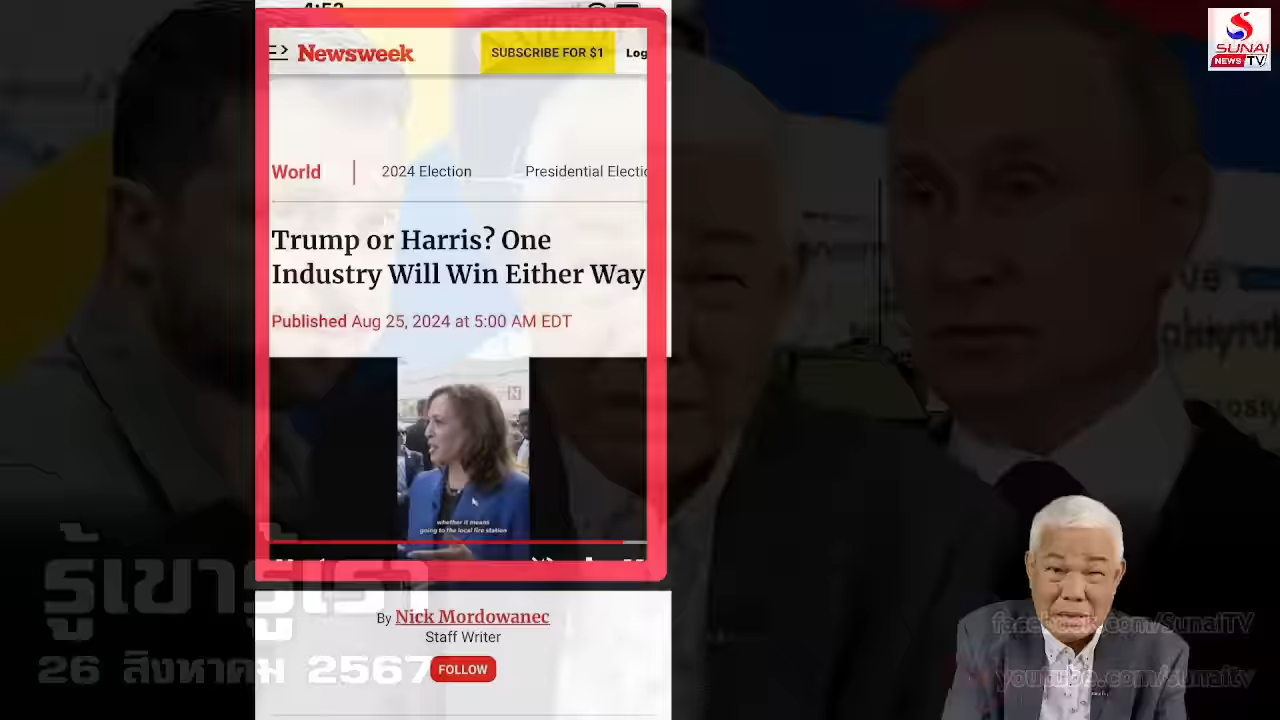 4:52
SUNAI
NEWS TV
Newsweek
SUBSCRIBE FOR $1
Log
World
2024 Election
Presidential Electio
Trump or Harris? One
Industry Will Win Either Way
Published Aug 25, 2024 at 5:00 AM EDT
N
whether it means
going to the local fire station
By Nick Mordowanec
Staff Writer
FOLLOW
รู้เขารู้เรา
26 สิงหาคม 2567
facebook.com/SunaiTV
youtube.com/sunaitv